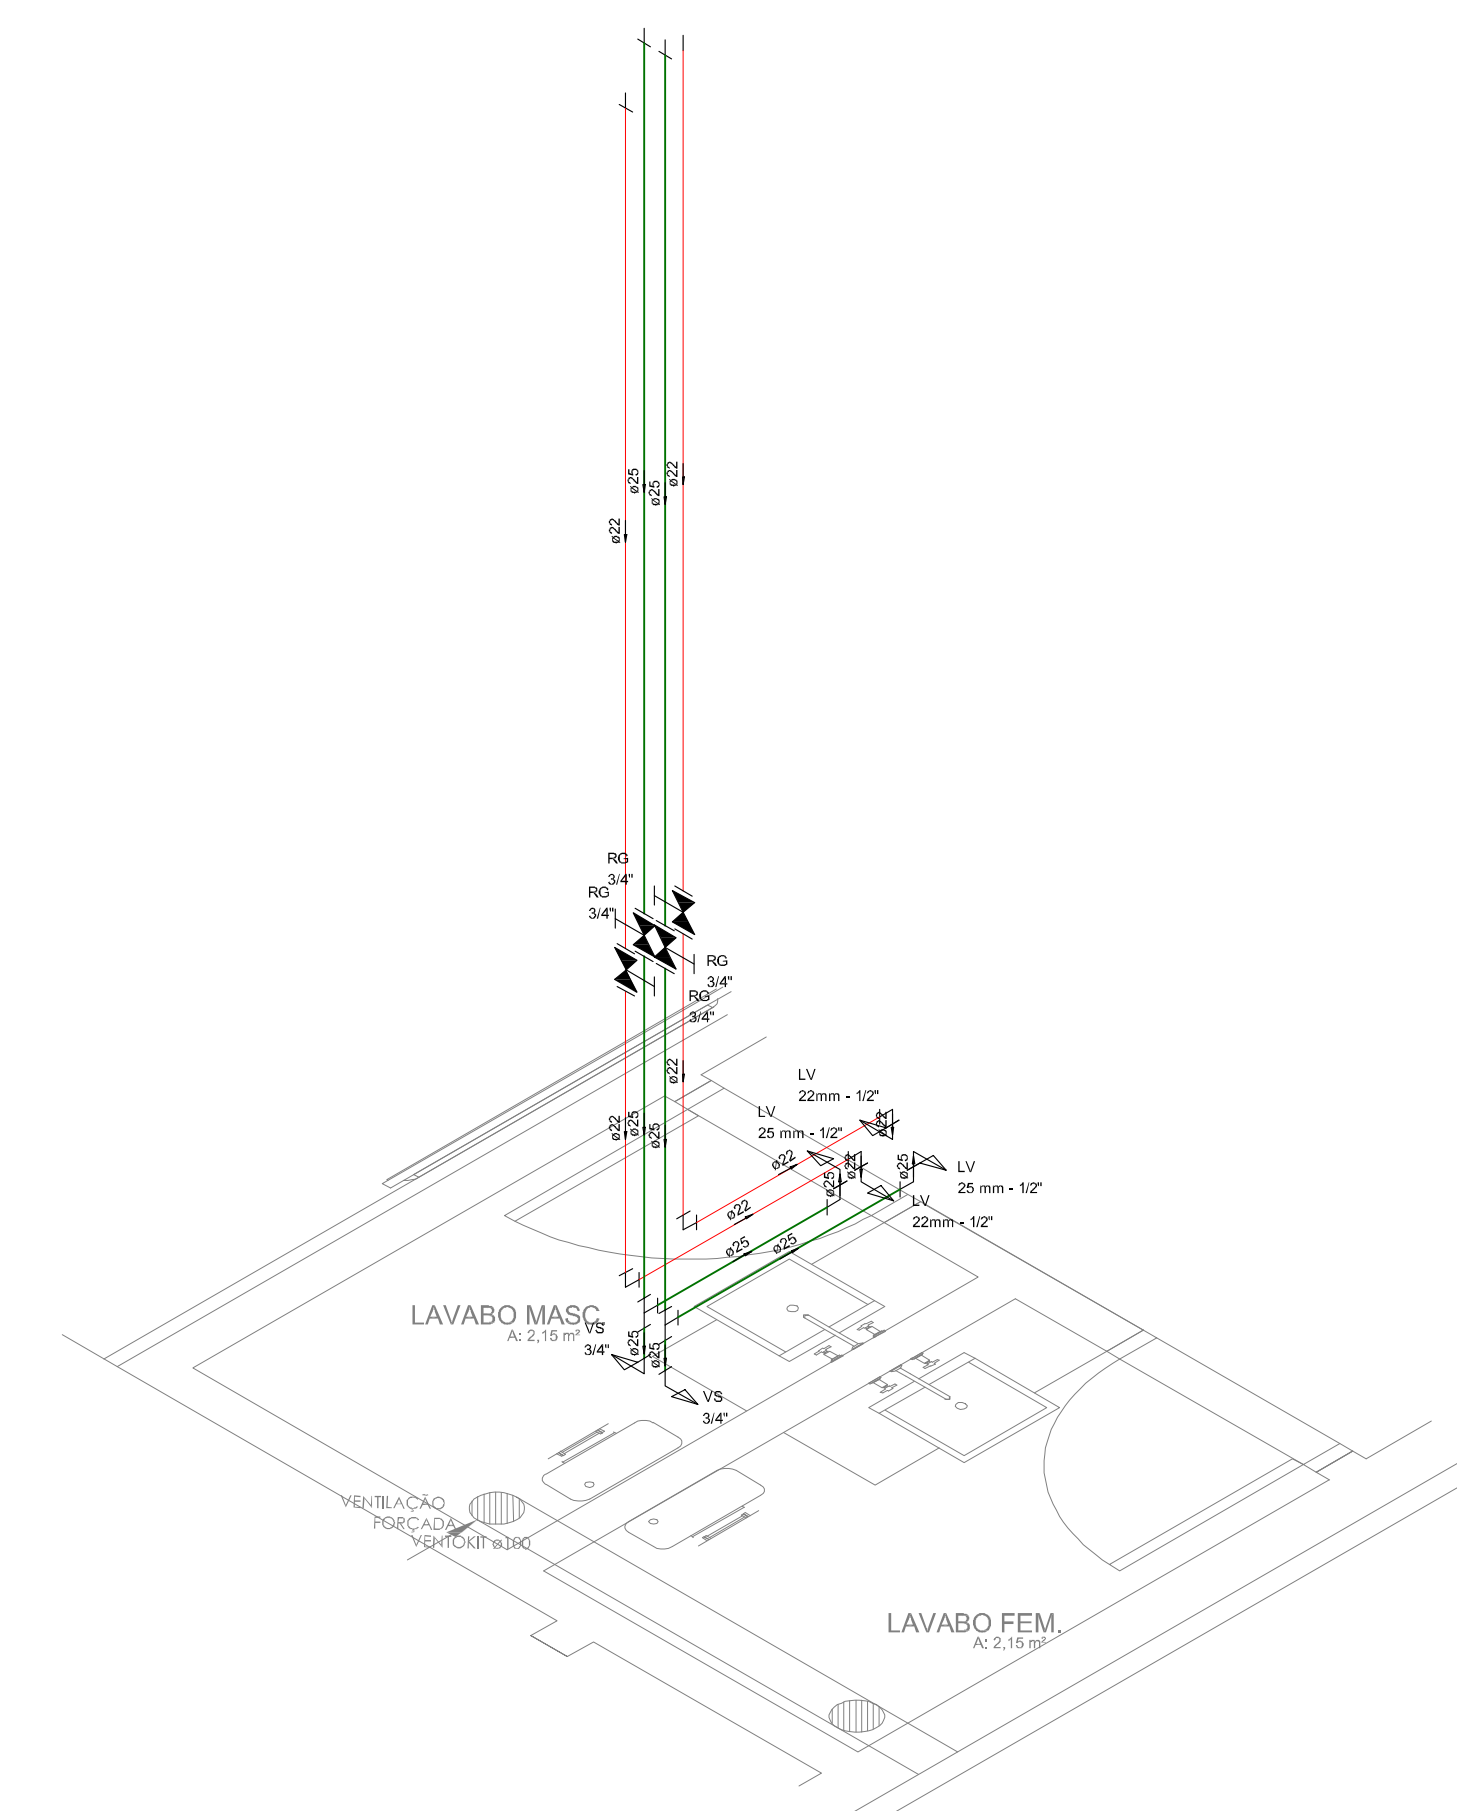 ø25
ø22
ø25
ø22
RG
3/4"
RG
3/4"
RG
3/4"
RG
3/4"
ø22
LV
22mm - 1/2"
LV
25 mm - 1/2"
ø22
ø22
ø25
ø25
ø22
ø22
ø25
ø25
LV
25 mm - 1/2"
LV
22mm - 1/2"
ø22
ø25
ø25
LAVABO MASC.
A: 2,15 m²
VS
3/4"
ø25
ø25
VS
3/4"
VENTILAÇÃO
FORÇADA
VENTOKIT ø100
LAVABO FEM.
A: 2,15 m²